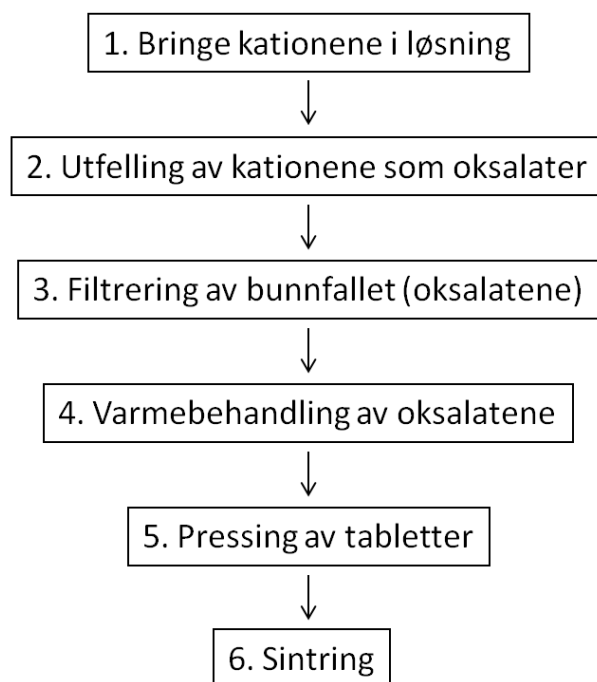 1. Bringe kationene i løsning
2. Utfelling av kationene som oksalater
3. Filtrering av bunnfallet (oksalatene)
4. Varmebehandling av oksalatene
5. Pressing av tabletter
6. Sintring